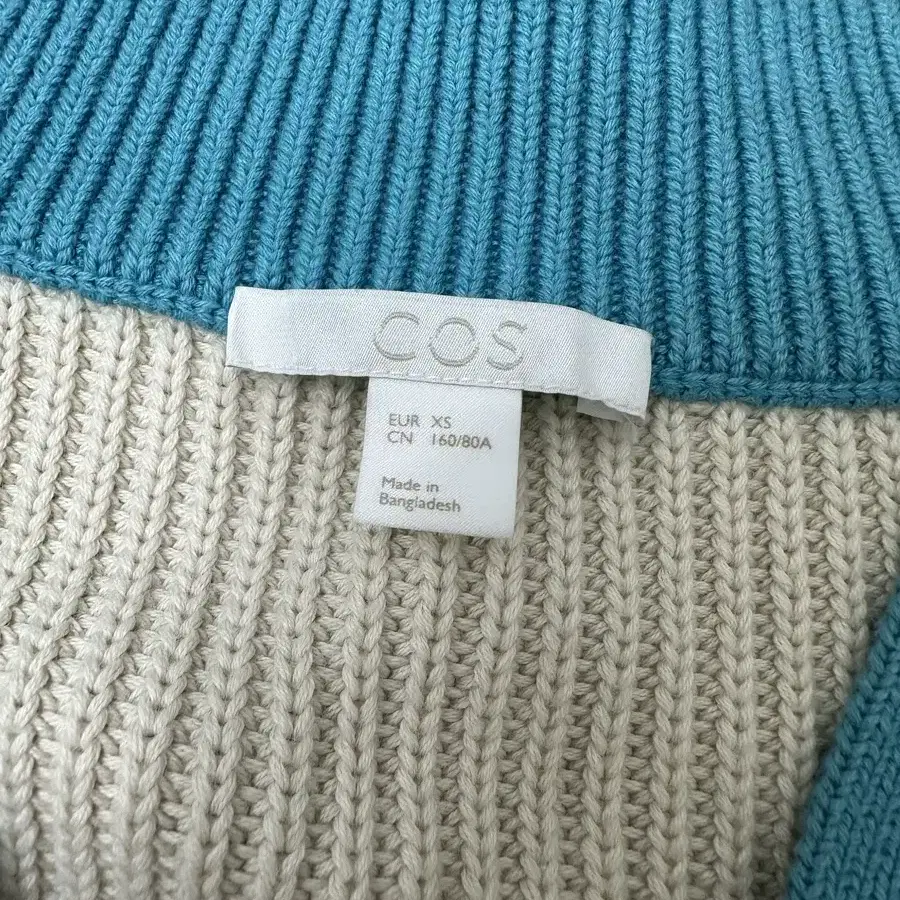 COS
EUR XS
CN 160/80A
Made in
Bangladesh